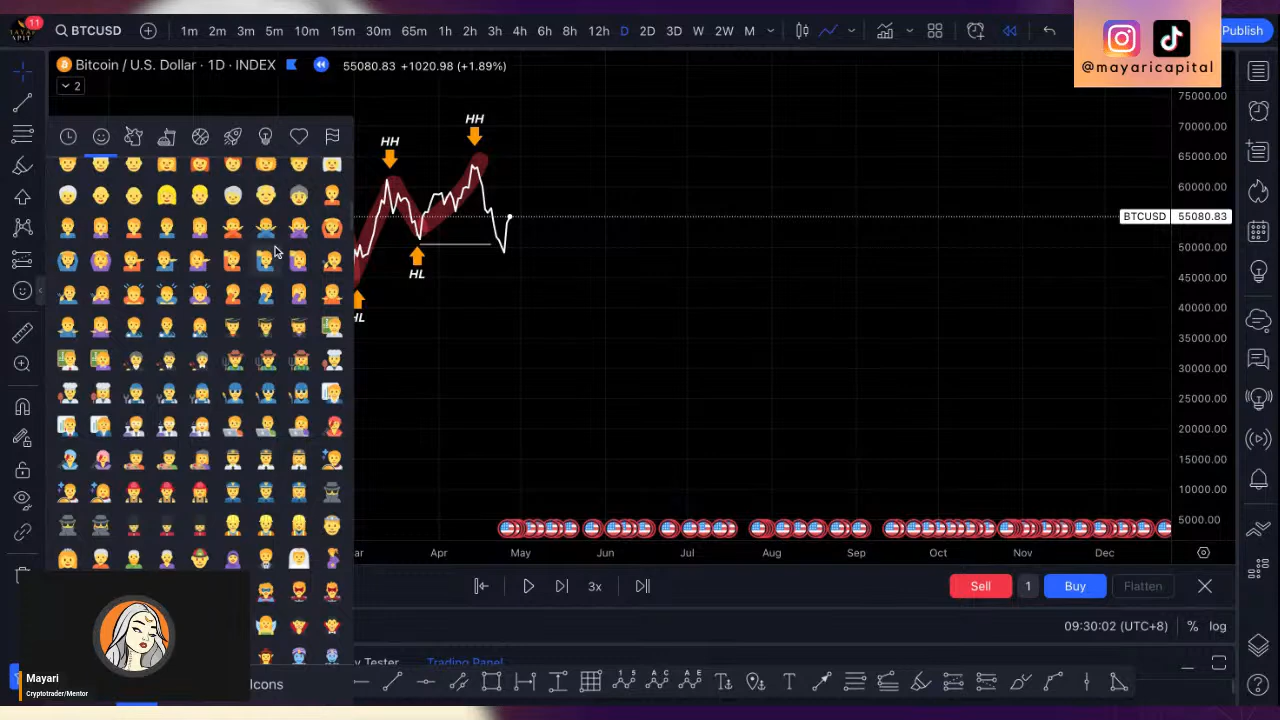 11
BTCUSD
1m 2m 3m 5m 10m 15m 30m 65m 1h 2h 3h 4h 6h 8h 12h D 2D 3D W 2W M
Publish
@mayaricapital
Bitcoin / U.S. Dollar · 1D · INDEX
55080.83 +1020.98 (+1.89%)
2
75000.00
70000.00
65000.00
60000.00
BTCUSD 55080.83
50000.00
45000.00
40000.00
35000.00
30000.00
25000.00
20000.00
15000.00
10000.00
5000.00
HH
HH
HL
HL
ar Apr May Jun Jul Aug Sep Oct Nov Dec
3x
Sell 1 Buy Flatten
09:30:02 (UTC+8) % log
y Tester Trading Panel
Mayari
Cryptotrader/Mentor
Icons